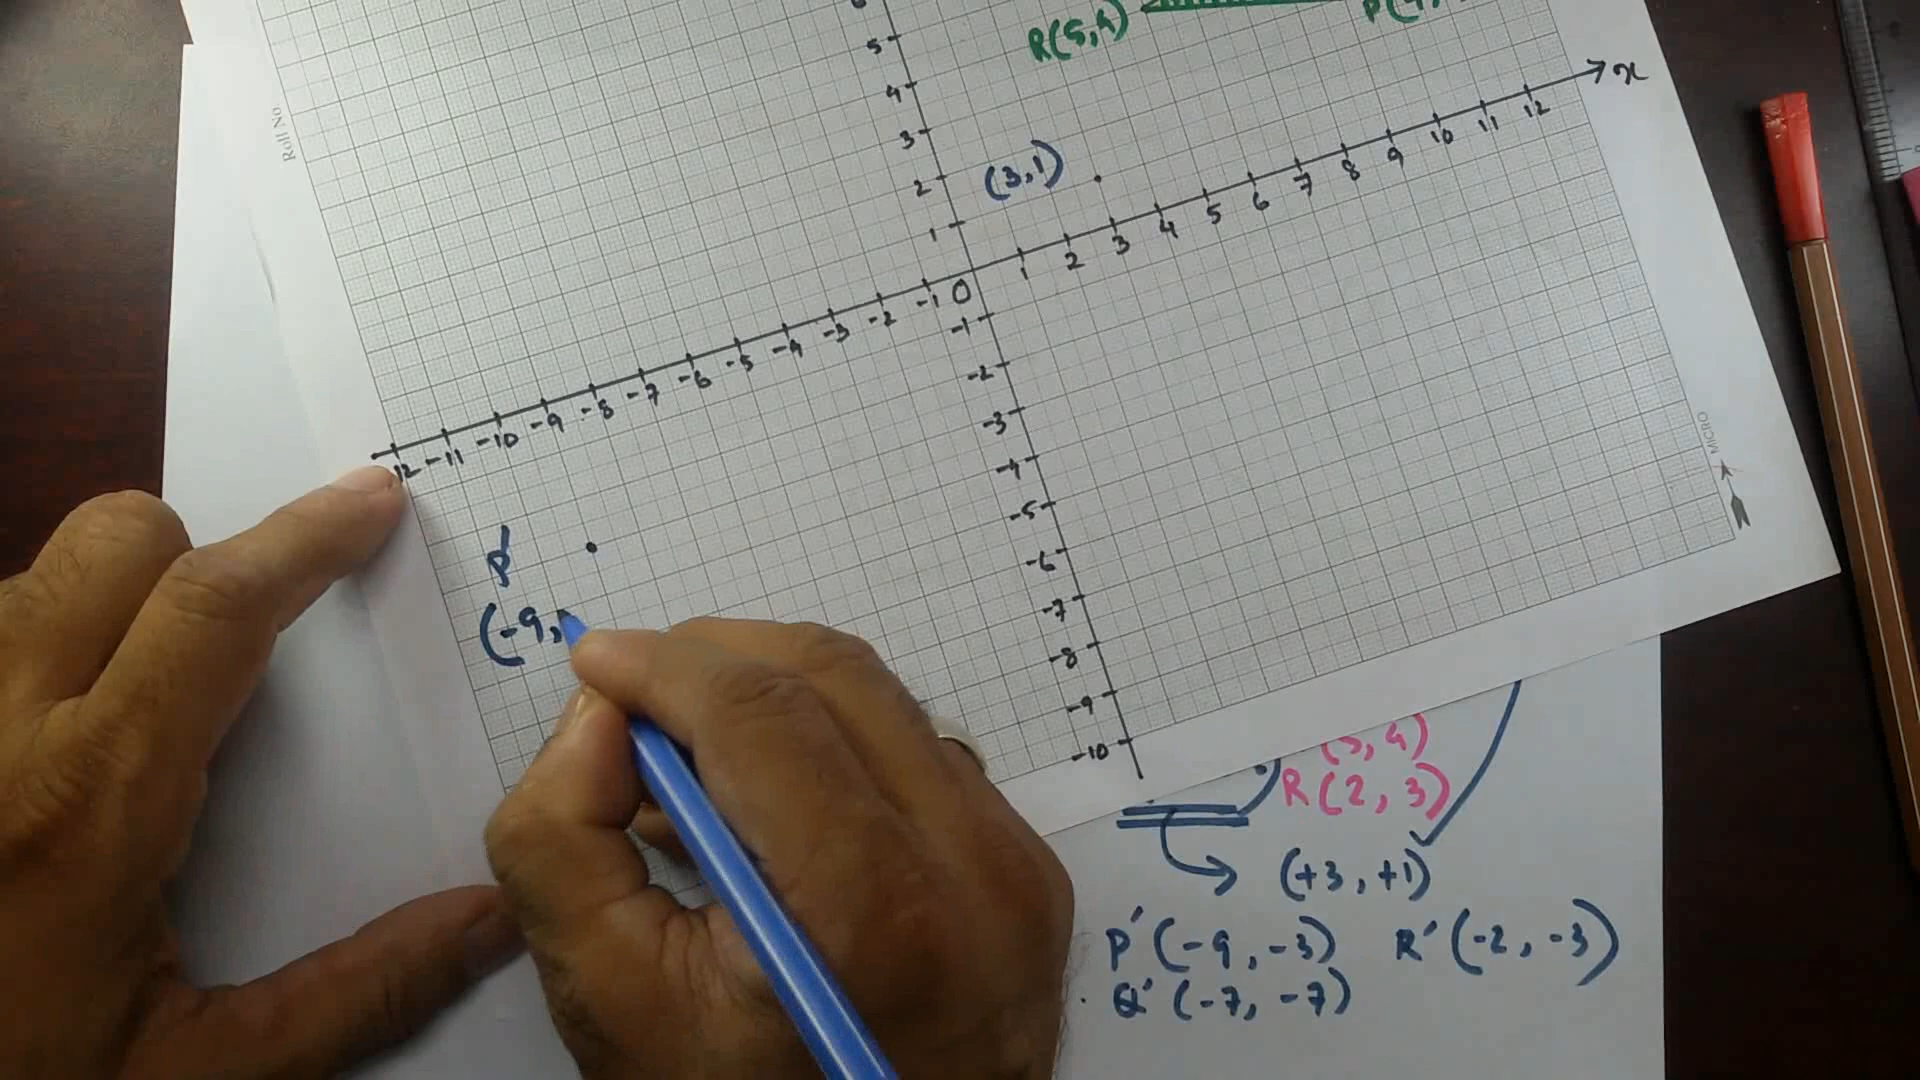 R(5,4)
Roll No
5
4
3
2
1
x
1 2 3 4 5 6 7 8 9 10 11 12
(3,1)
0
-1 -2 -3 -4 -5 -6 -7 -8 -9 -10 -11 -12
-1
-2
-3
-4
-5
-6
-7
-8
-9
-10
MICRO
P'
(-9,
R(2, 3)
(+3, +1)
P'(-9, -3) R'(-2, -3)
Q'(-7, -7)